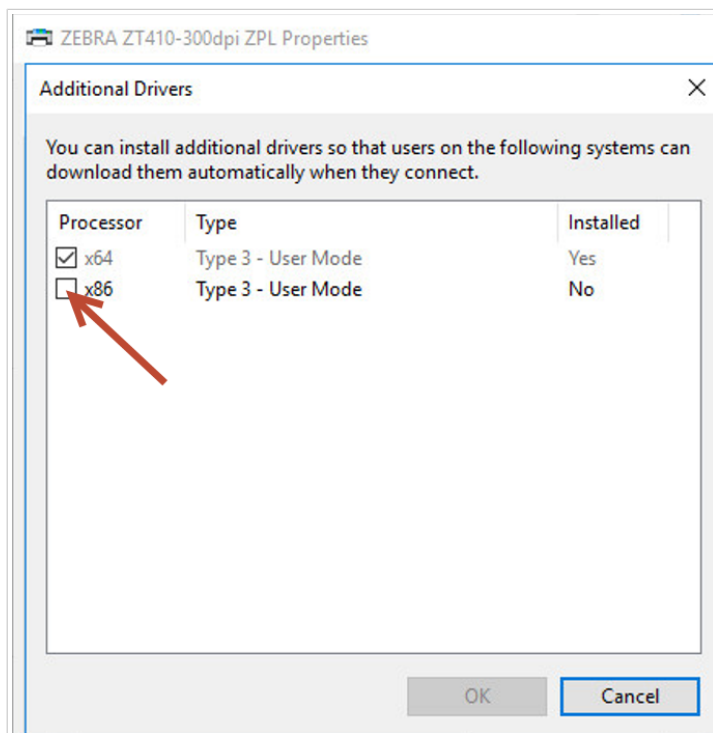 ZEBRA ZT410-300dpi ZPL Properties
Additional Drivers
You can install additional drivers so that users on the following systems can
download them automatically when they connect.
Processor Type Installed
x64 Type 3 - User Mode Yes
x86 Type 3 - User Mode No
OK Cancel